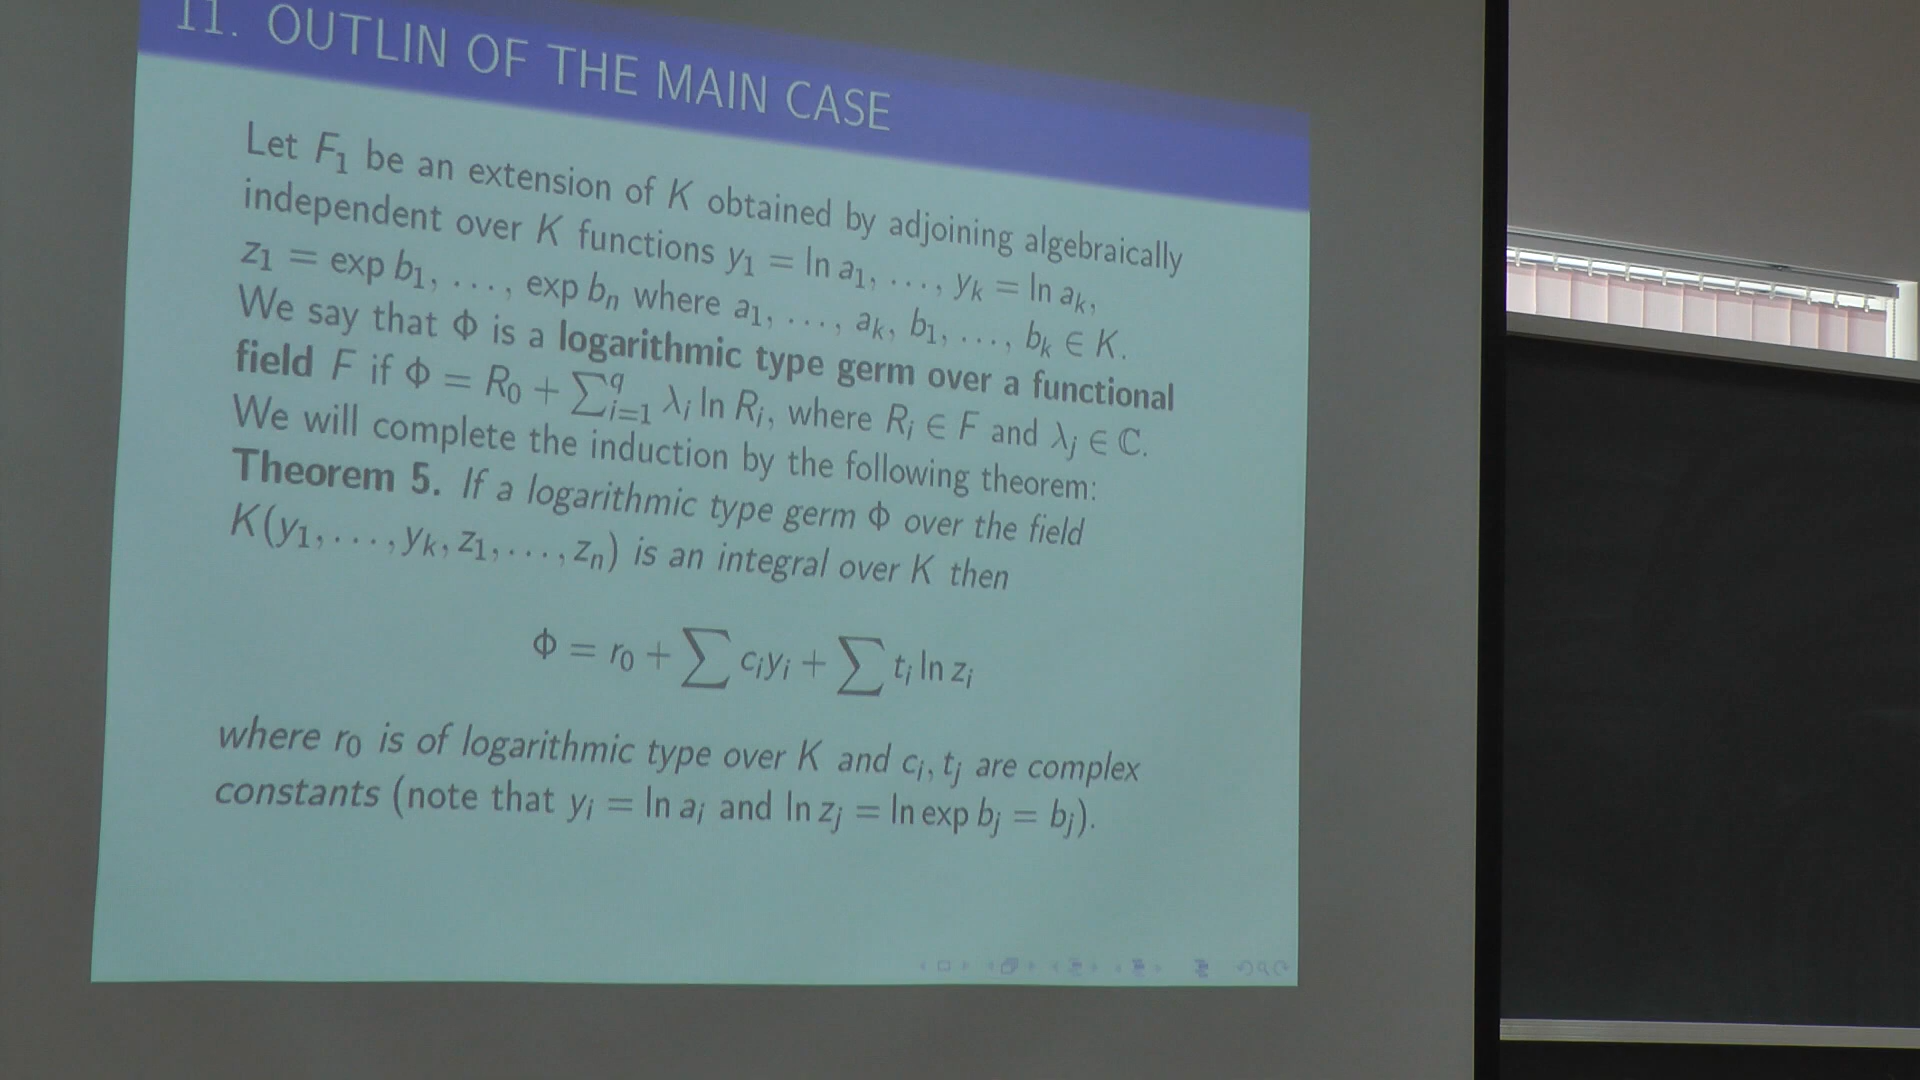 11. OUTLIN OF THE MAIN CASE
Let F₁ be an extension of K obtained by adjoining algebraically
independent over K functions y₁ = ln a₁, . . . , yₖ = ln aₖ,
z₁ = exp b₁, . . . , exp bₙ where a₁, . . . , aₖ, b₁, . . . , bₖ ∈ K.
We say that Φ is a logarithmic type germ over a functional
field F if Φ = R₀ + ∑_{i=1}^{q} λᵢ ln Rᵢ, where Rᵢ ∈ F and λⱼ ∈ ℂ.
We will complete the induction by the following theorem:
Theorem 5. If a logarithmic type germ Φ over the field
K(y₁, . . . , yₖ, z₁, . . . , zₙ) is an integral over K then
Φ = r₀ + ∑ cᵢyᵢ + ∑ tᵢ ln zᵢ
where r₀ is of logarithmic type over K and cᵢ, tⱼ are complex
constants (note that yᵢ = ln aᵢ and ln zⱼ = ln exp bⱼ = bⱼ).